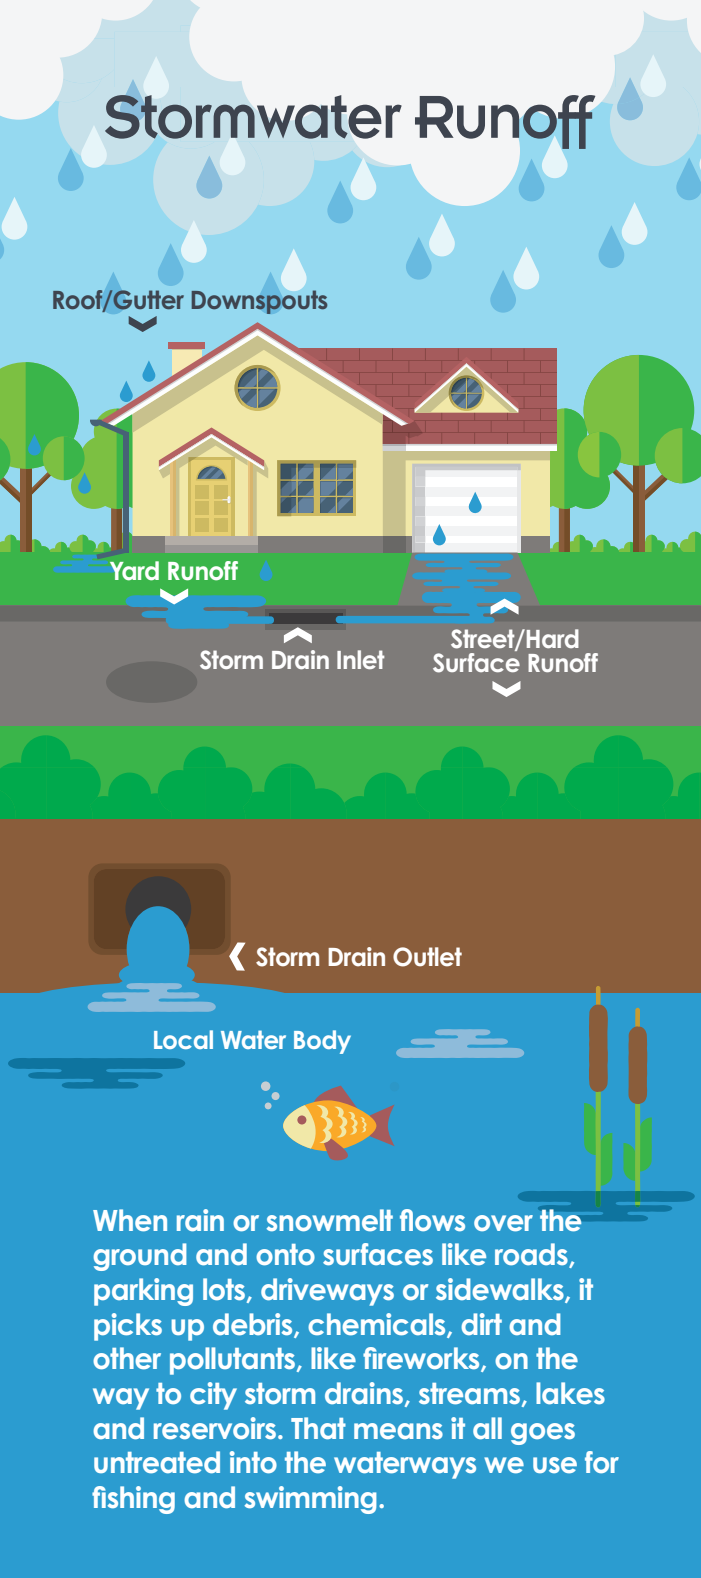 Stormwater Runoff
Roof/Gutter Downspouts
Yard Runoff
Storm Drain Inlet
Street/Hard
Surface Runoff
Storm Drain Outlet
Local Water Body
When rain or snowmelt flows over the
ground and onto surfaces like roads,
parking lots, driveways or sidewalks, it
picks up debris, chemicals, dirt and
other pollutants, like fireworks, on the
way to city storm drains, streams, lakes
and reservoirs. That means it all goes
untreated into the waterways we use for
fishing and swimming.